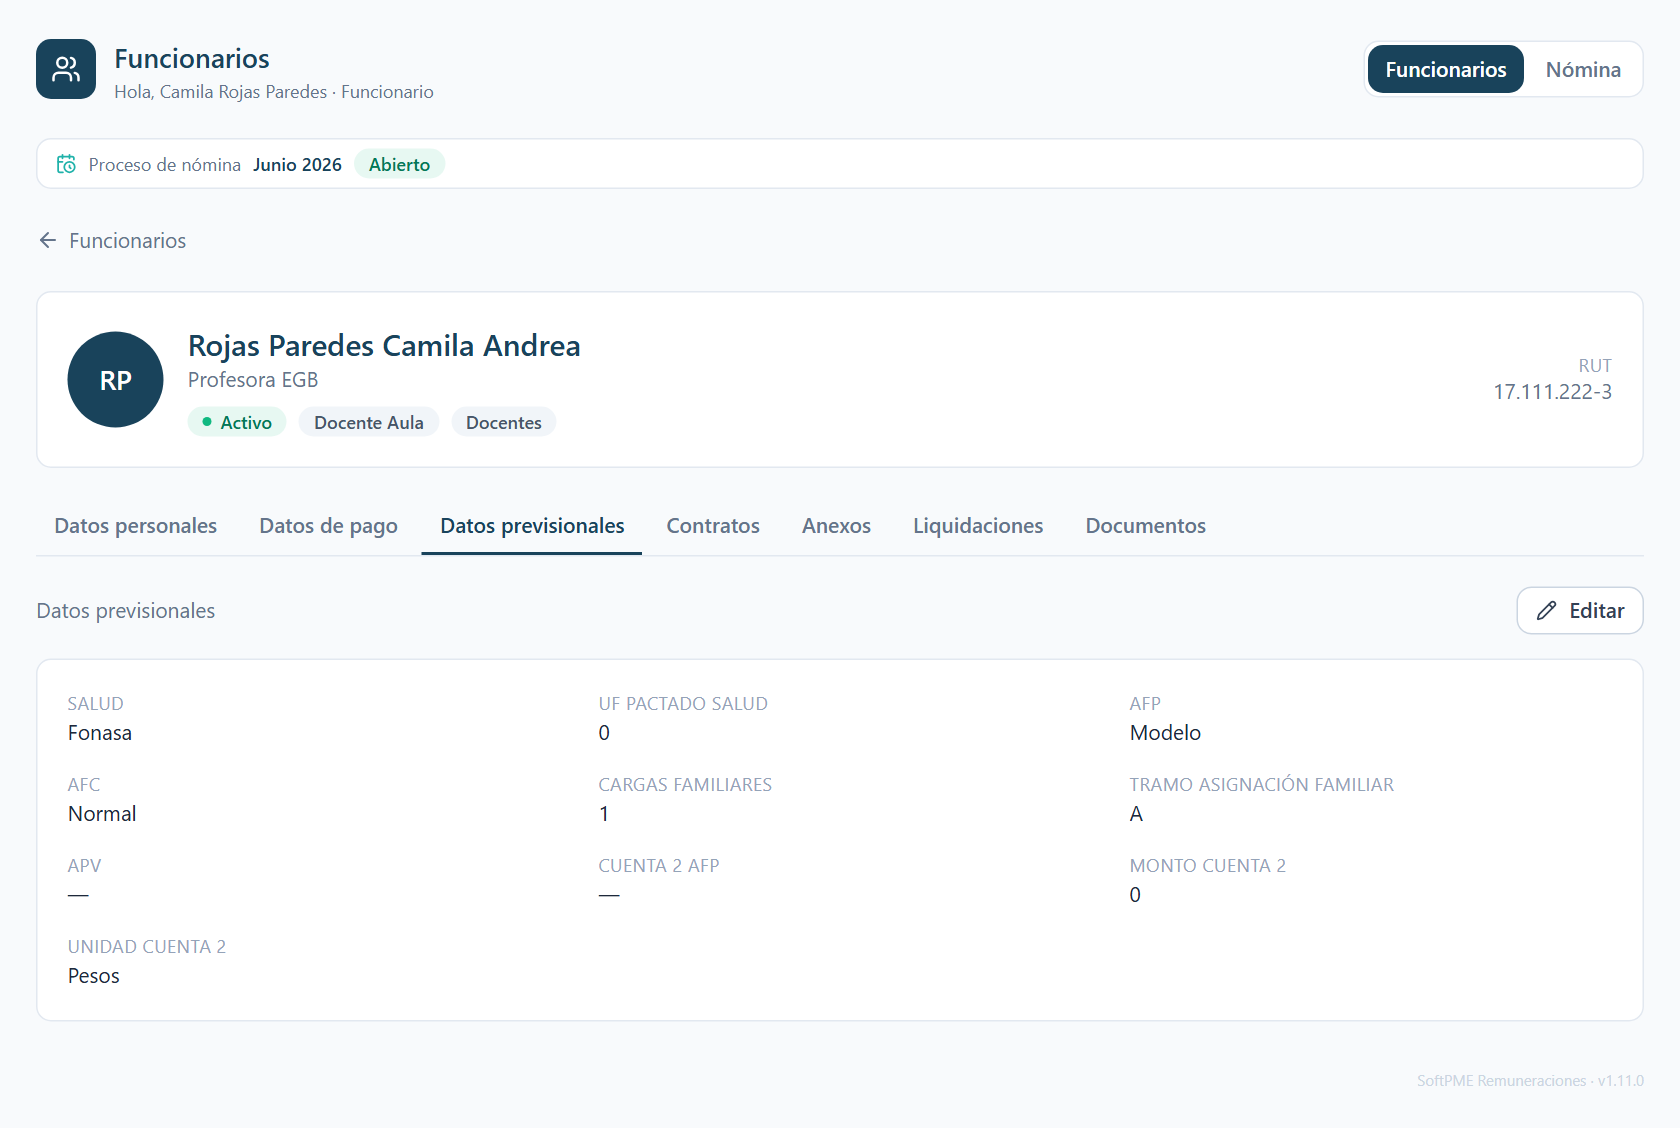 Funcionarios
Hola, Camila Rojas Paredes · Funcionario
Funcionarios
Nómina
Proceso de nómina Junio 2026 Abierto
Funcionarios
RP
Rojas Paredes Camila Andrea
Profesora EGB
Activo
Docente Aula
Docentes
RUT
17.111.222-3
Datos personales
Datos de pago
Datos previsionales
Contratos
Anexos
Liquidaciones
Documentos
Datos previsionales
Editar
SALUD
Fonasa
UF PACTADO SALUD
0
AFP
Modelo
AFC
Normal
CARGAS FAMILIARES
1
TRAMO ASIGNACIÓN FAMILIAR
A
APV
—
CUENTA 2 AFP
—
MONTO CUENTA 2
0
UNIDAD CUENTA 2
Pesos
SoftPME Remuneraciones · v1.11.0